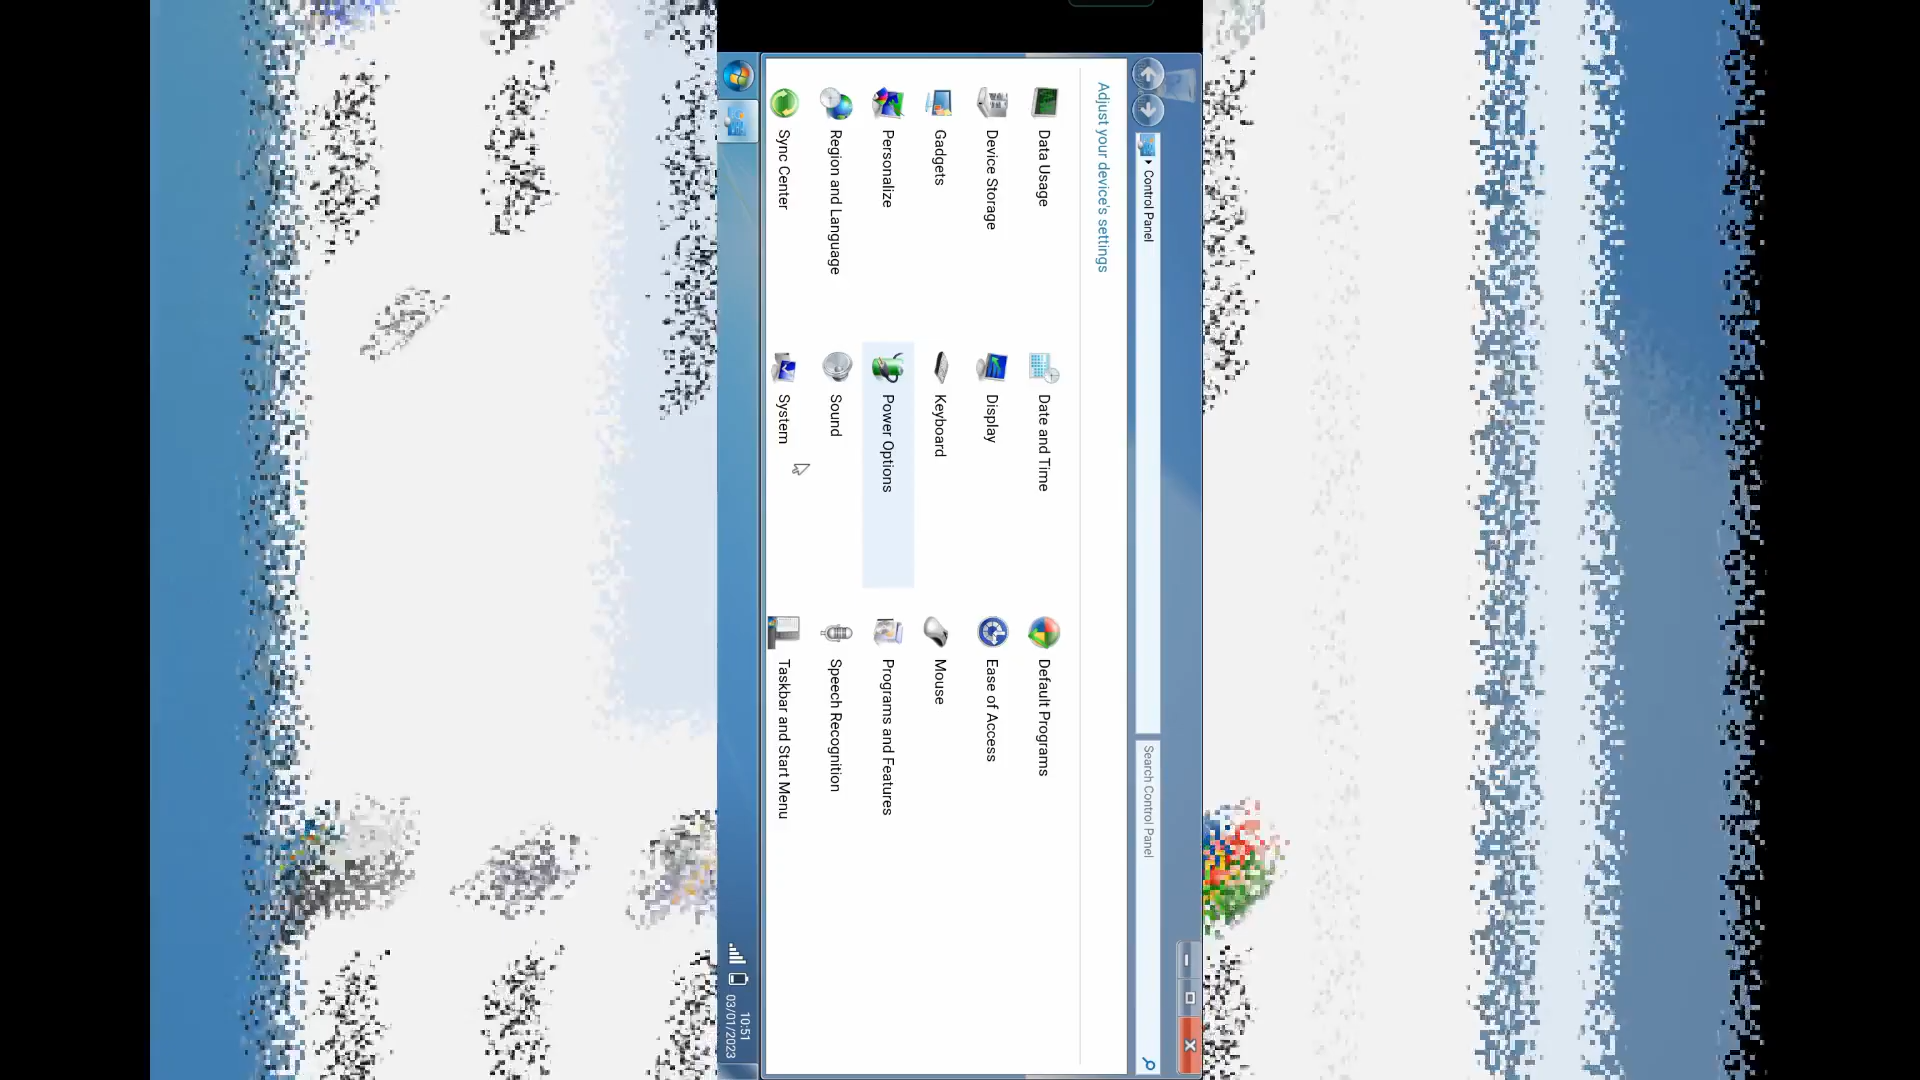 Control Panel
Search Control Panel
Adjust your device's settings
Data Usage
Date and Time
Default Programs
Device Storage
Display
Ease of Access
Gadgets
Keyboard
Mouse
Personalize
Power Options
Programs and Features
Region and Language
Sound
Speech Recognition
Sync Center
System
Taskbar and Start Menu
10:51
03/01/2023